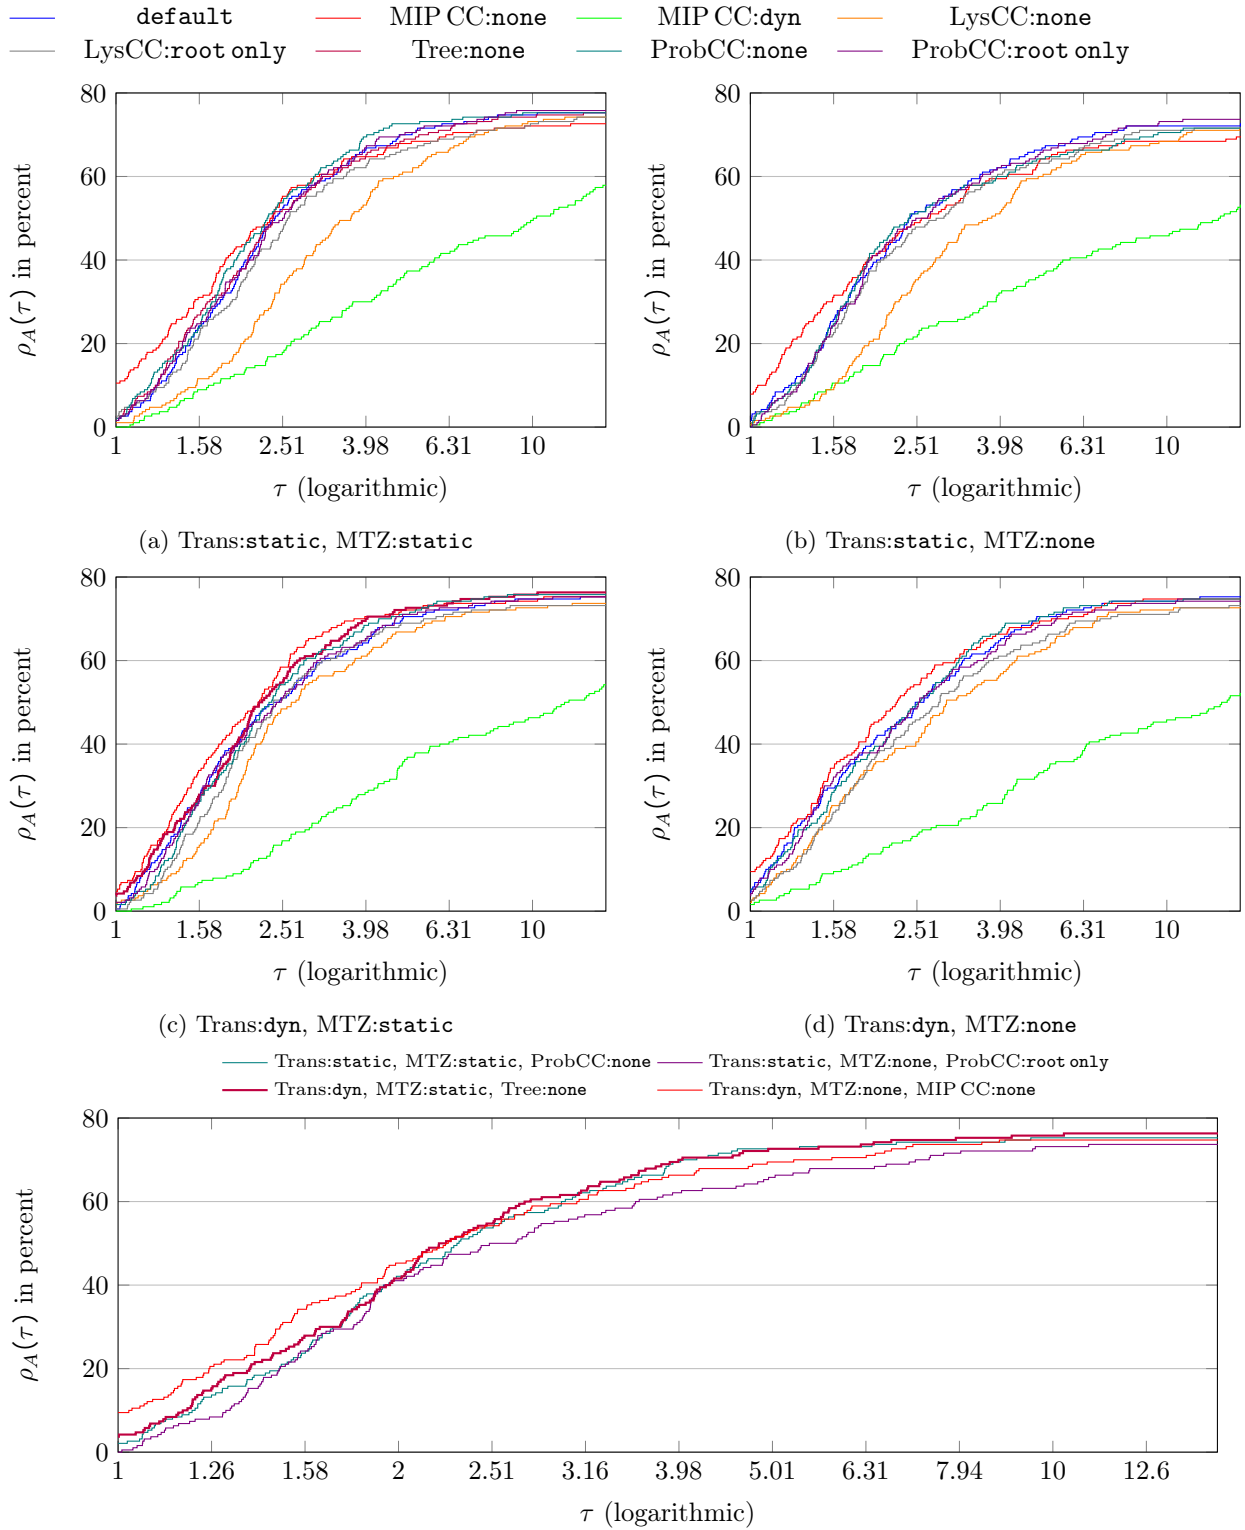 default MIP CC:none MIP CC:dyn LysCC:none
LysCC:root only Tree:none ProbCC:none ProbCC:root only
80
60
40
20
0
ρA(τ) in percent
1 1.58 2.51 3.98 6.31 10
τ (logarithmic)
(a) Trans:static, MTZ:static
80
60
40
20
0
ρA(τ) in percent
1 1.58 2.51 3.98 6.31 10
τ (logarithmic)
(b) Trans:static, MTZ:none
80
60
40
20
0
ρA(τ) in percent
1 1.58 2.51 3.98 6.31 10
τ (logarithmic)
(c) Trans:dyn, MTZ:static
80
60
40
20
0
ρA(τ) in percent
1 1.58 2.51 3.98 6.31 10
τ (logarithmic)
(d) Trans:dyn, MTZ:none
Trans:static, MTZ:static, ProbCC:none Trans:static, MTZ:none, ProbCC:root only
Trans:dyn, MTZ:static, Tree:none Trans:dyn, MTZ:none, MIP CC:none
80
60
40
20
0
ρA(τ) in percent
1 1.26 1.58 2 2.51 3.16 3.98 5.01 6.31 7.94 10 12.6
τ (logarithmic)